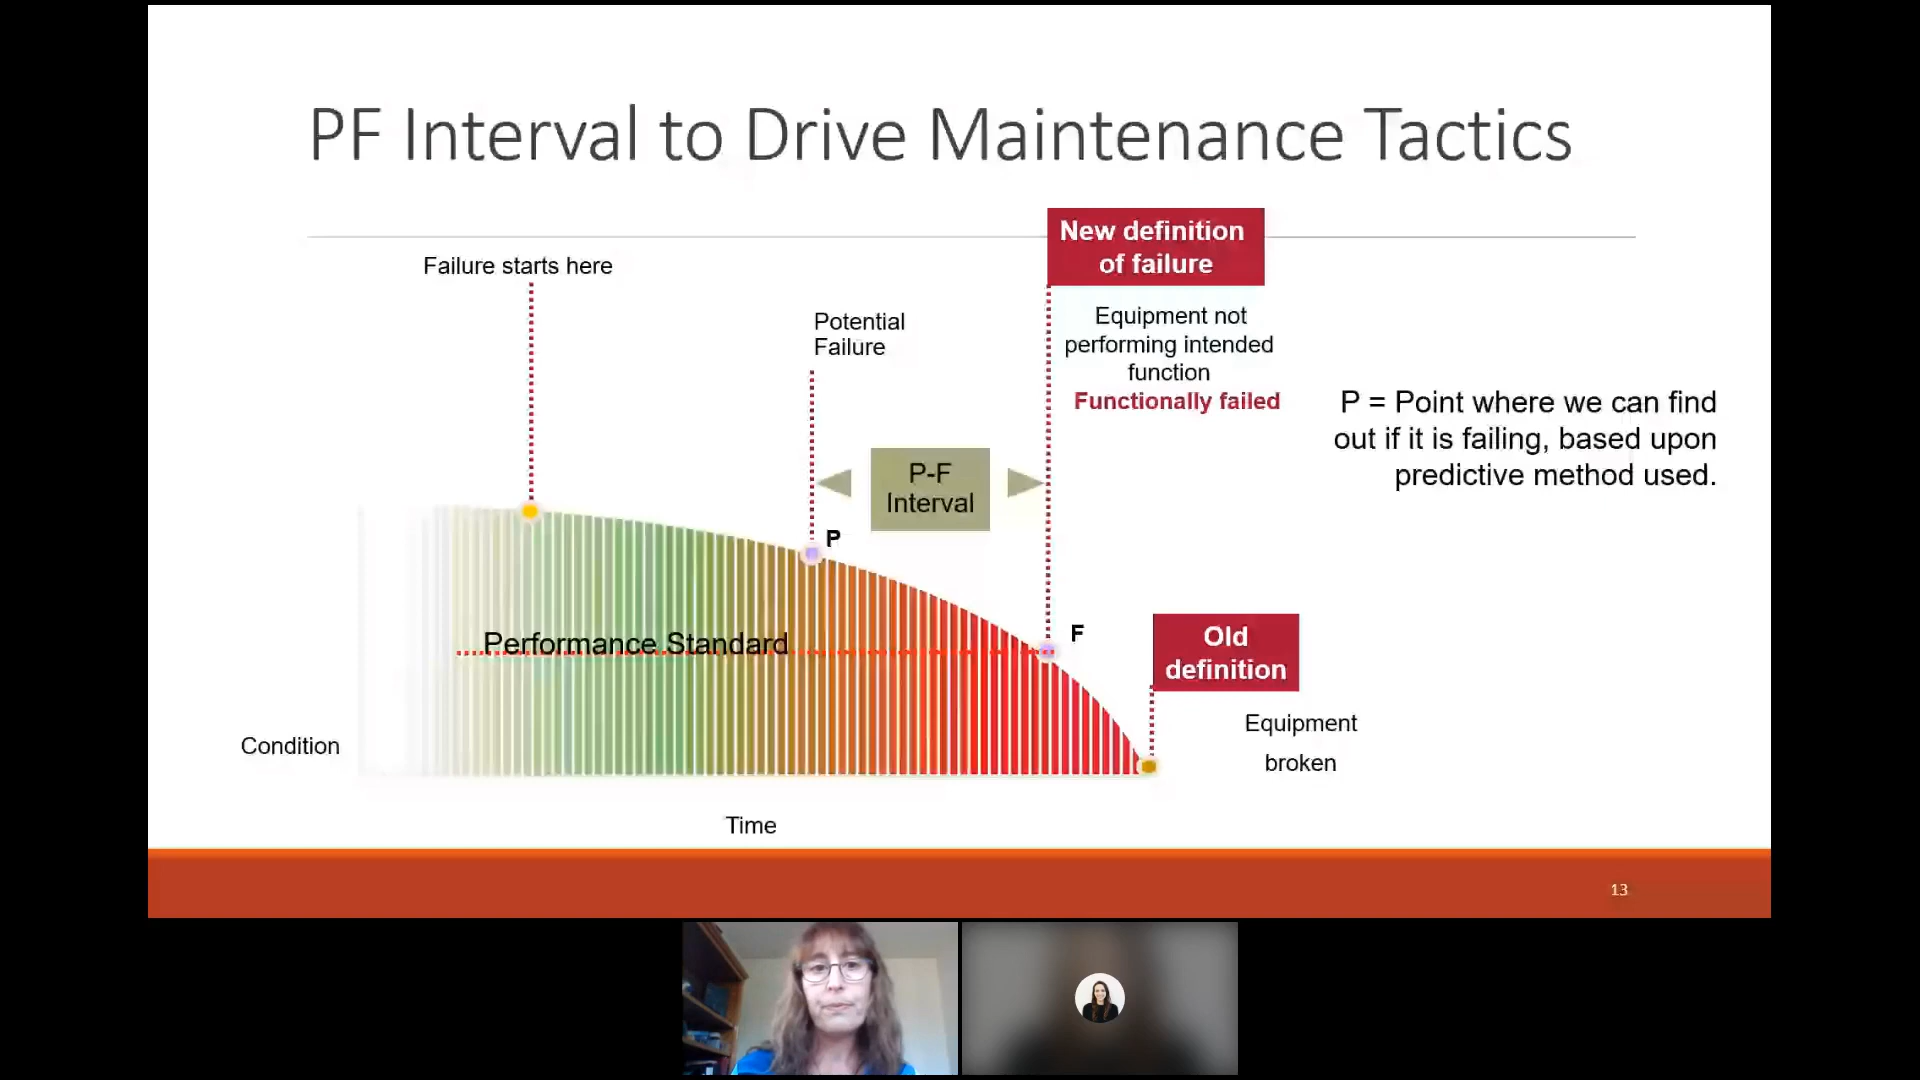 PF Interval to Drive Maintenance Tactics
New definition
of failure
Failure starts here
Potential
Failure
Equipment not
performing intended
function
Functionally failed
P = Point where we can find
out if it is failing, based upon
predictive method used.
P-F
Interval
P
F
Performance Standard
Old
definition
Equipment
broken
Condition
Time
13